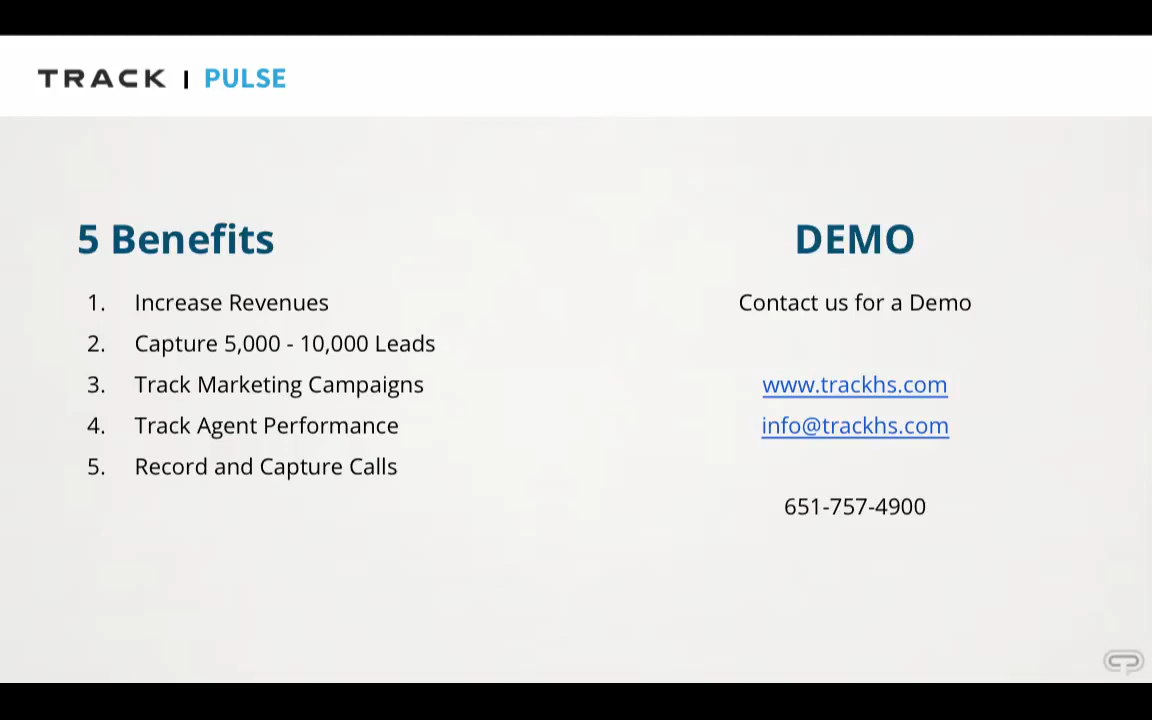 TRACK | PULSE
5 Benefits
1. Increase Revenues
2. Capture 5,000 - 10,000 Leads
3. Track Marketing Campaigns
4. Track Agent Performance
5. Record and Capture Calls
DEMO
Contact us for a Demo
www.trackhs.com
info@trackhs.com
651-757-4900